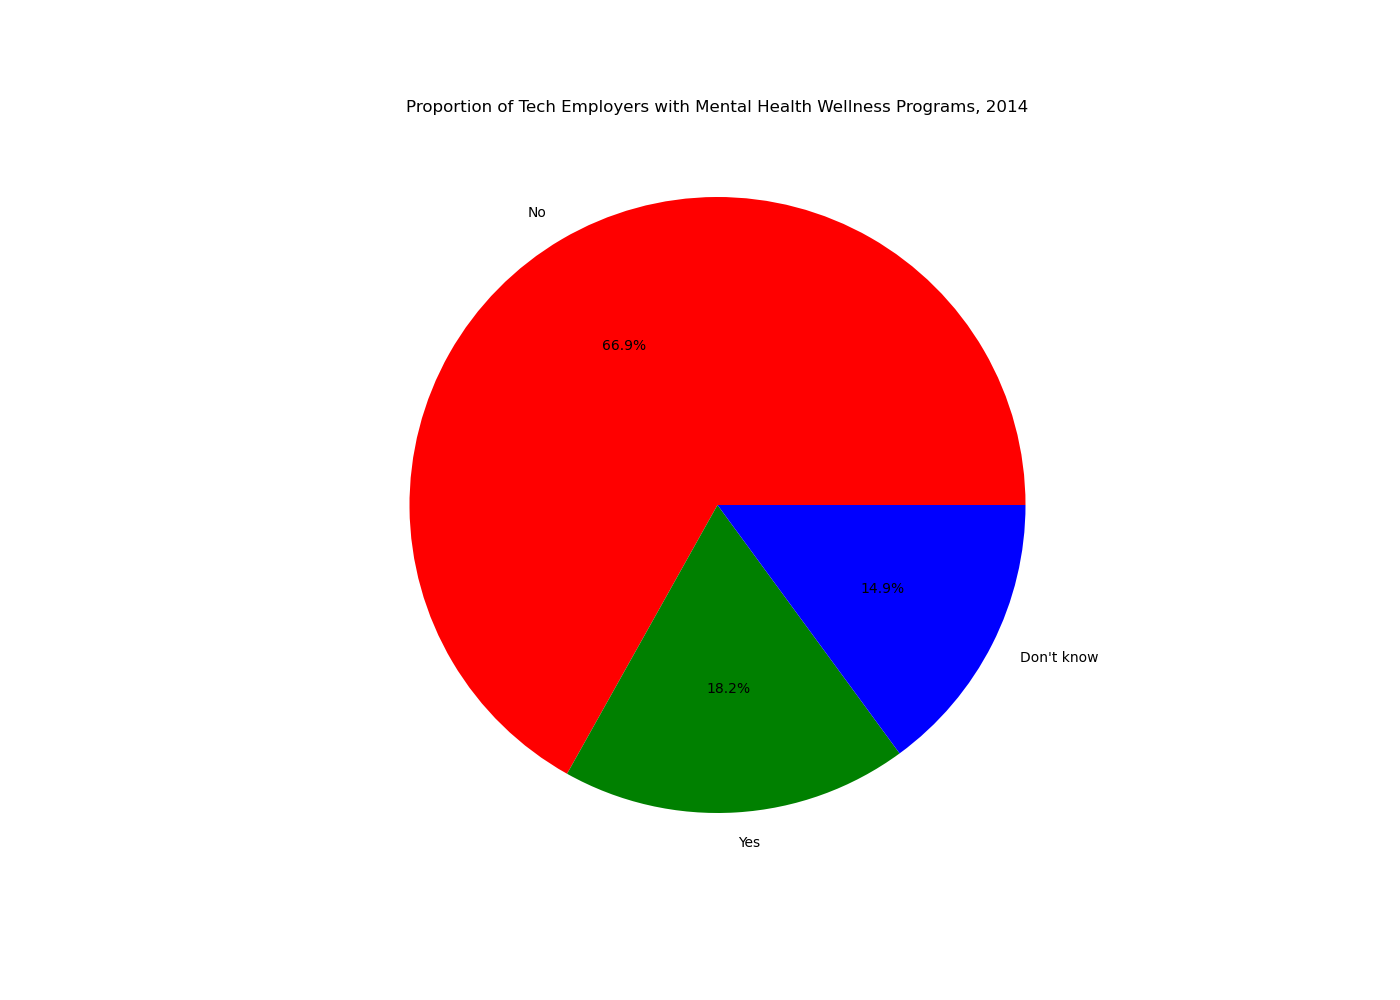 Proportion of Tech Employers with Mental Health Wellness Programs, 2014
No
66.9%
14.9%
Don't know
18.2%
Yes